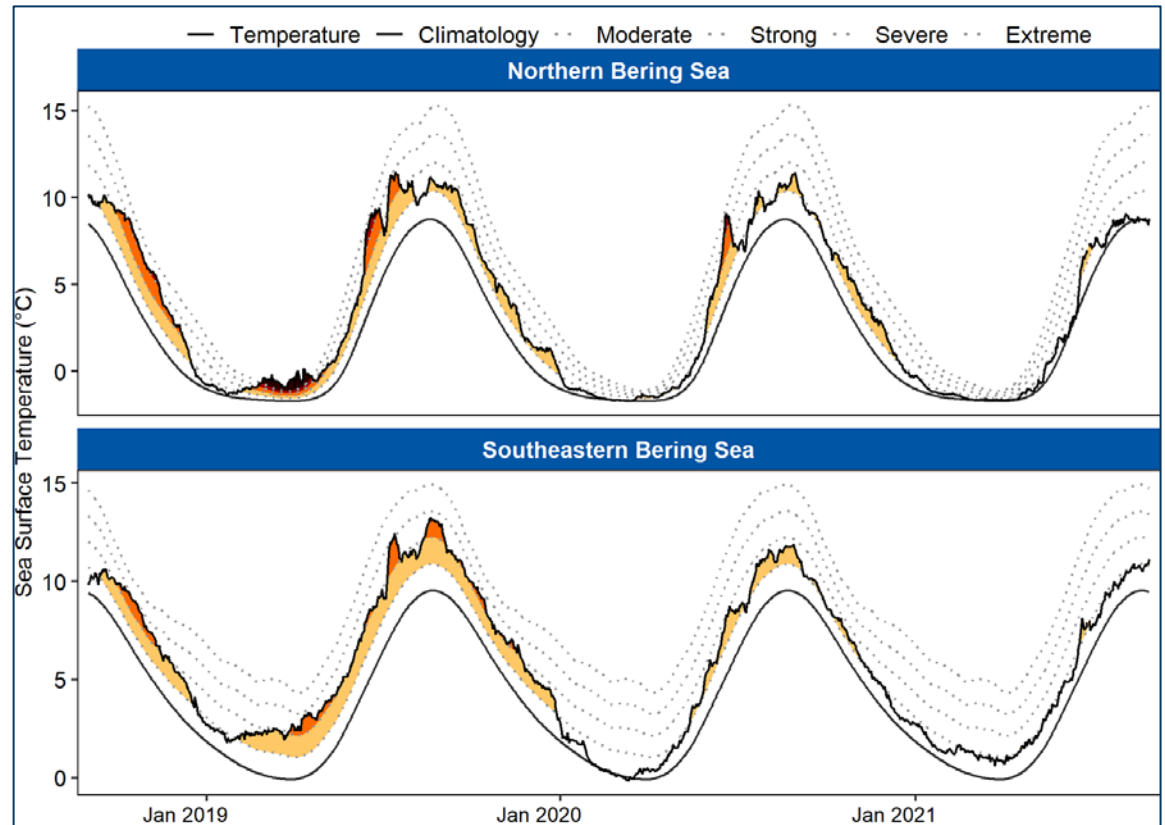 Temperature Climatology Moderate Strong Severe Extreme
Northern Bering Sea
15
10
5
0
Southeastern Bering Sea
15
10
5
0
Sea Surface Temperature (°C)
Jan 2019 Jan 2020 Jan 2021